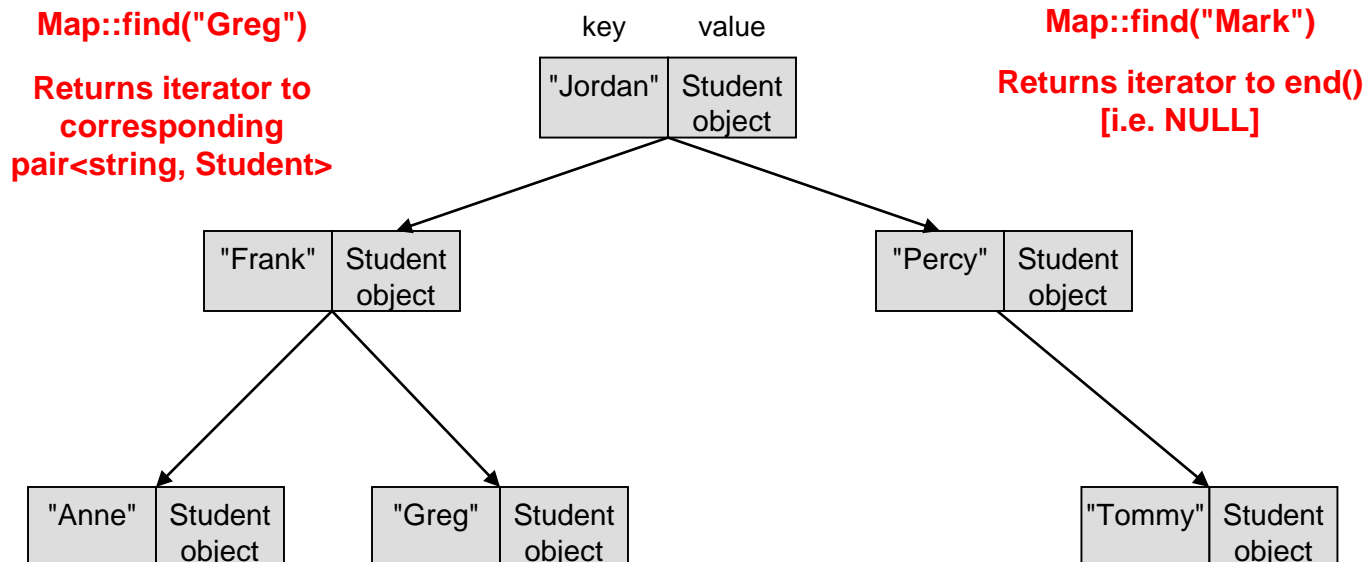 Map::find("Greg")
Returns iterator to
corresponding
pair<string, Student>
key value
Map::find("Mark")
Returns iterator to end()
[i.e. NULL]
"Jordan" Student
object
"Frank" Student
object
"Percy" Student
object
"Anne" Student
object
"Greg" Student
object
"Tommy" Student
object